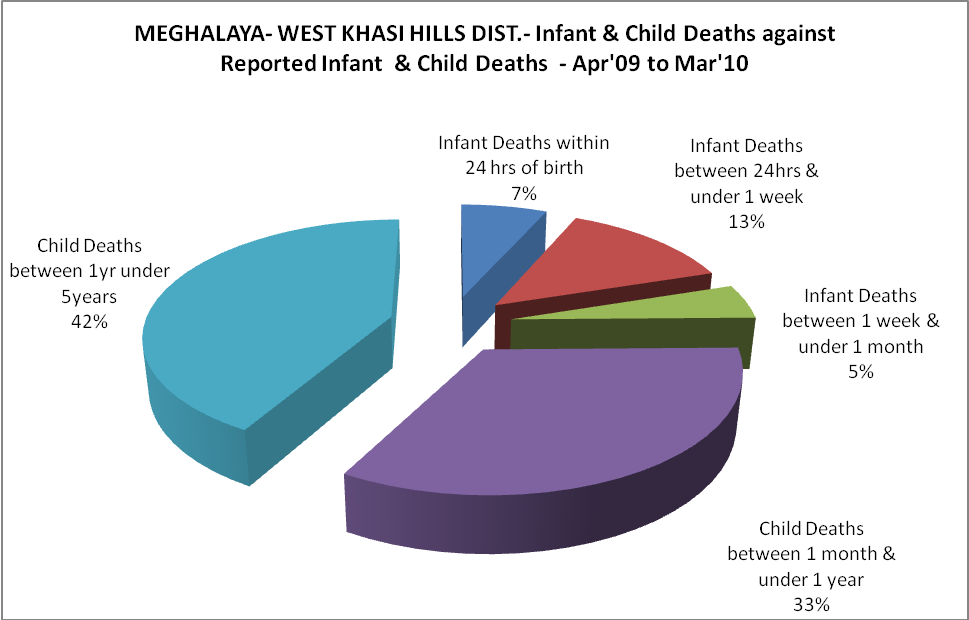 MEGHALAYA- WEST KHASI HILLS DIST.- Infant & Child Deaths against
Reported Infant & Child Deaths - Apr'09 to Mar'10
Infant Deaths within
24 hrs of birth
7%
Infant Deaths
between 24hrs &
under 1 week
13%
Infant Deaths
between 1 week &
under 1 month
5%
Child Deaths
between 1 month &
under 1 year
33%
Child Deaths
between 1yr under
5years
42%